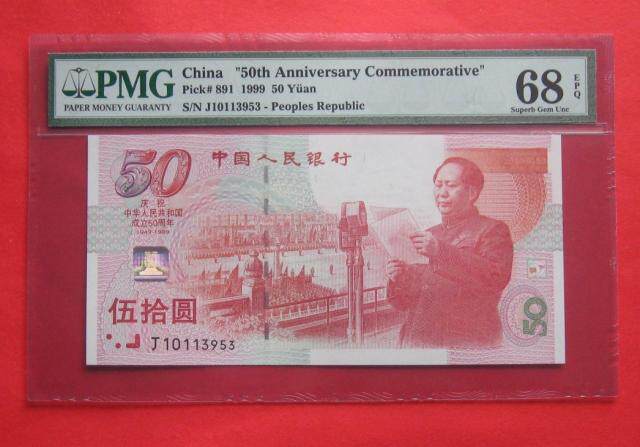 PMG
PAPER MONEY GUARANTY
China "50th Anniversary Commemorative"
Pick# 891 1999 50 Yüan
S/N J10113953 - Peoples Republic
68 EPQ
Superb Gem Unc
50
中国人民银行
庆祝
中华人民共和国
成立50周年
1949-1999
伍拾圆
J10113953
50